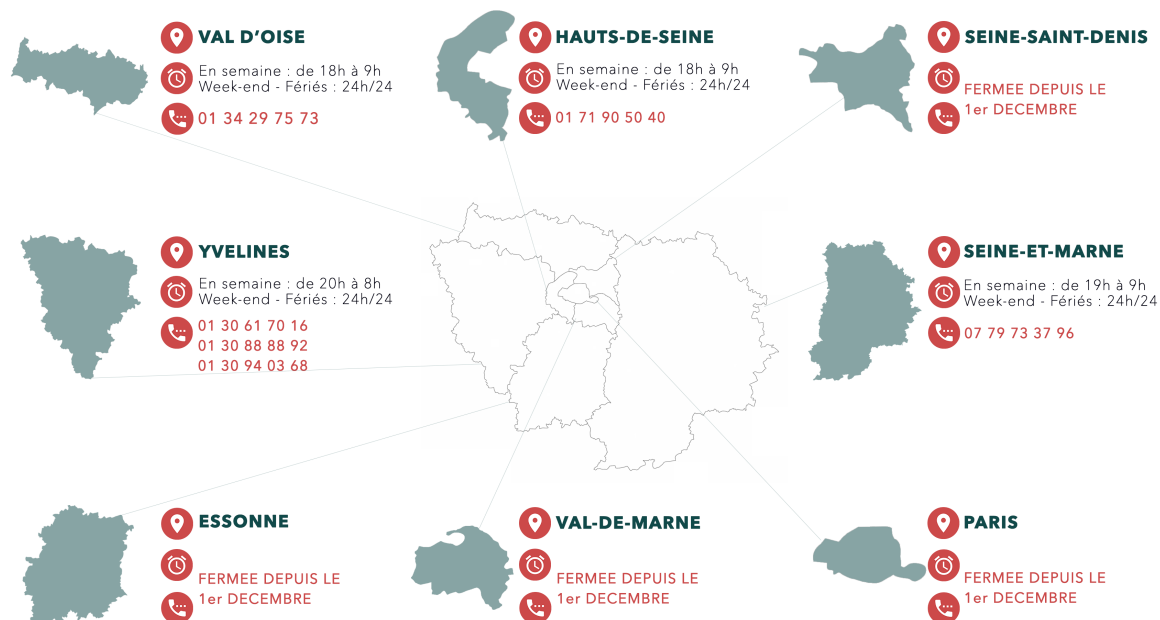 VAL D'OISE
En semaine : de 18h à 9h
Week-end - Fériés : 24h/24
01 34 29 75 73
HAUTS-DE-SEINE
En semaine : de 18h à 9h
Week-end - Fériés : 24h/24
01 71 90 50 40
SEINE-SAINT-DENIS
FERMEE DEPUIS LE
1er DECEMBRE
YVELINES
En semaine : de 20h à 8h
Week-end - Fériés : 24h/24
01 30 61 70 16
01 30 88 88 92
01 30 94 03 68
SEINE-ET-MARNE
En semaine : de 19h à 9h
Week-end - Fériés : 24h/24
07 79 73 37 96
ESSONNE
FERMEE DEPUIS LE
1er DECEMBRE
VAL-DE-MARNE
FERMEE DEPUIS LE
1er DECEMBRE
PARIS
FERMEE DEPUIS LE
1er DECEMBRE